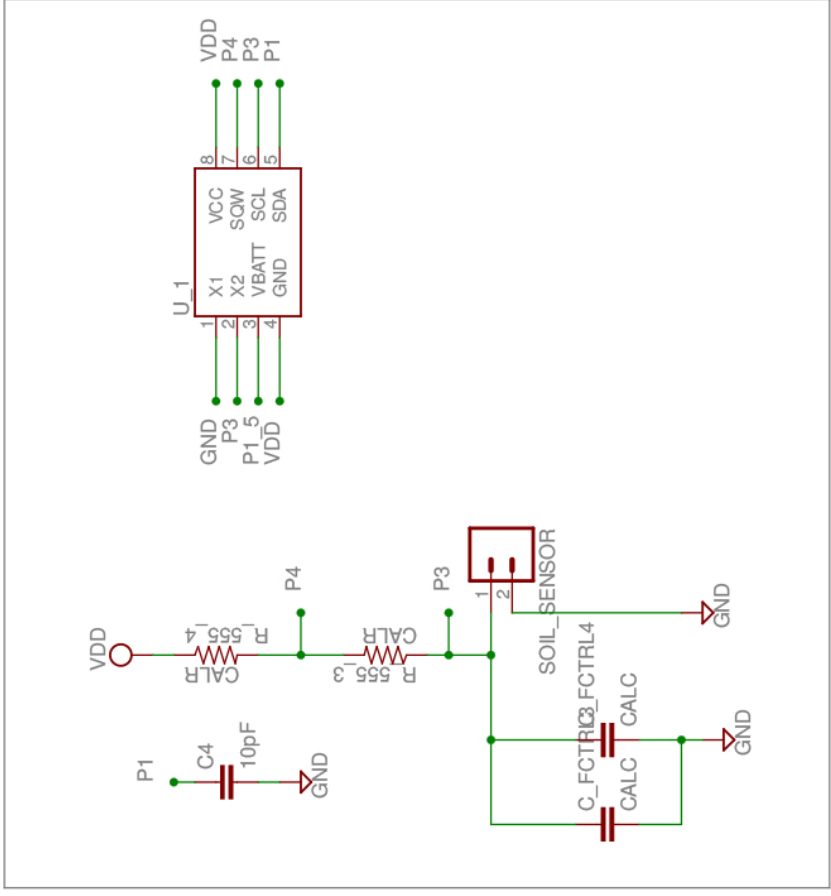 VDD
P4
P3
P1
8
7
6
5
VCC
SQW
SCL
SDA
X1
X2
VBATT
GND
U_1
1
2
3
4
GND
P3
P1_5
VDD
SOIL_SENSOR
1
2
GND
P4
P3
VDD
R_555_4
CALR
CALR
R_555_3
C_FCTRL4
CALC
GND
C_FCTRL3
CALC
P1
C4
10pF
GND